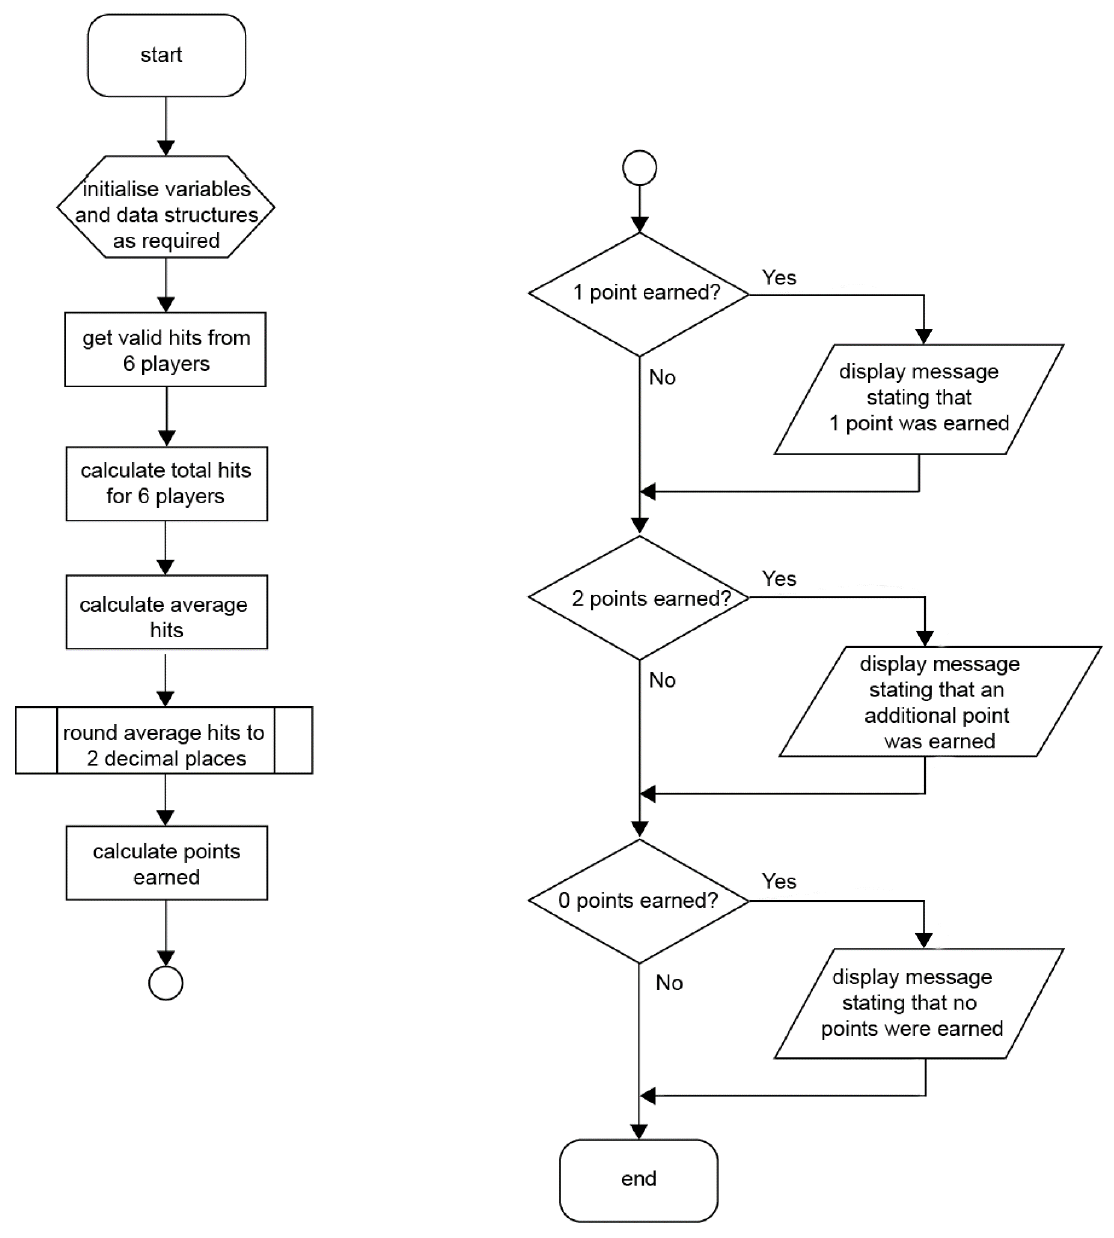 start
initialise variables
and data structures
as required
get valid hits from
6 players
calculate total hits
for 6 players
calculate average
hits
round average hits to
2 decimal places
calculate points
earned
1 point earned?
Yes
No
display message
stating that
1 point was earned
2 points earned?
Yes
No
display message
stating that an
additional point
was earned
0 points earned?
Yes
No
display message
stating that no
points were earned
end